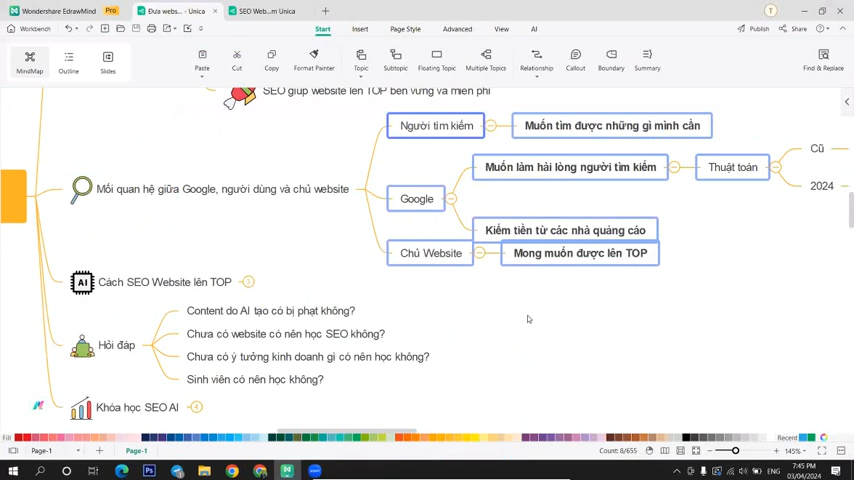 Wondershare EdrawMind Pro
Đưa webs... - Unica
SEO Web...m Unica
T
Workbench
Start
Insert
Page Style
Advanced
View
AI
Publish
Share
MindMap
Outline
Slides
Paste
Cut
Copy
Format Painter
Topic
Subtopic
Floating Topic
Multiple Topics
Relationship
Callout
Boundary
Summary
Find & Replace
SEO giúp website lên TOP bền vững và miễn phí
Người tìm kiếm
Muốn tìm được những gì mình cần
Mối quan hệ giữa Google, người dùng và chủ website
Google
Muốn làm hài lòng người tìm kiếm
Thuật toán
Cũ
2024
Kiếm tiền từ các nhà quảng cáo
Chủ Website
Mong muốn được lên TOP
AI
Cách SEO Website lên TOP
3
Hỏi đáp
Content do AI tạo có bị phạt không?
Chưa có website có nên học SEO không?
Chưa có ý tưởng kinh doanh gì có nên học không?
Sinh viên có nên học không?
Khóa học SEO AI
4
Fill
Recent
Page-1
Page-1
Count: 8/655
145%
Ps
zoom
ENG
7:45 PM
03/04/2024